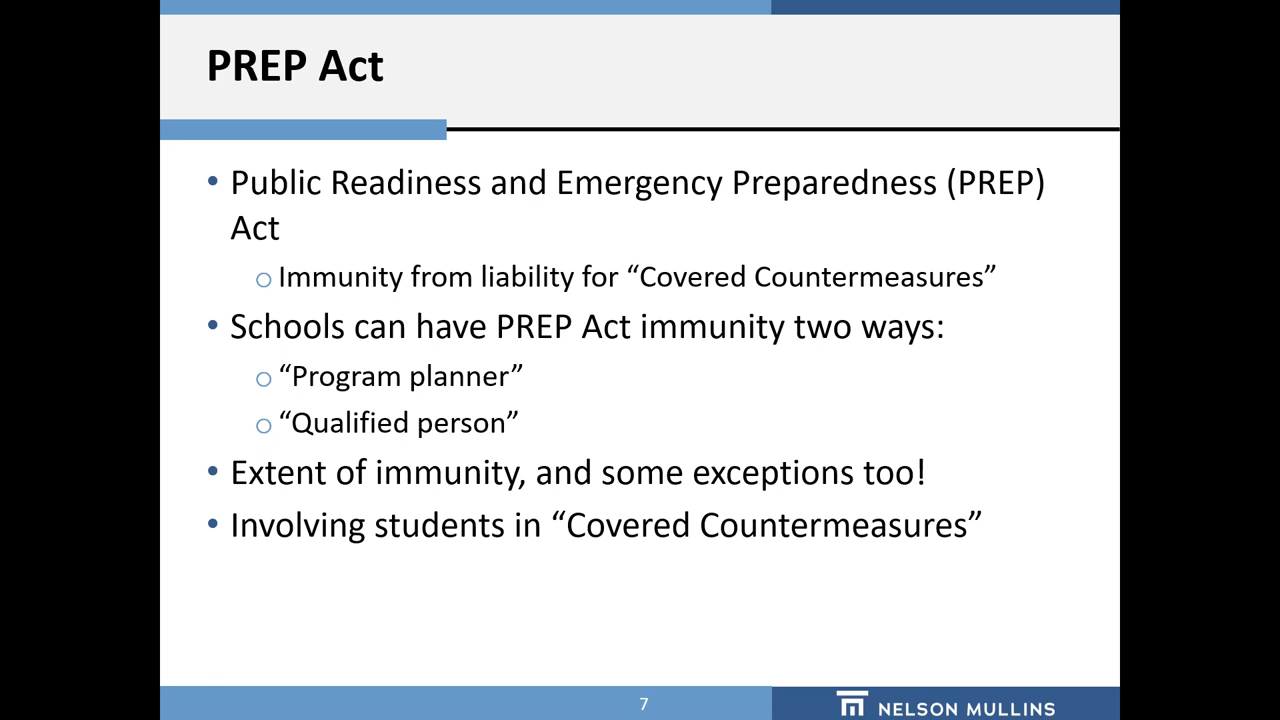 PREP Act
• Public Readiness and Emergency Preparedness (PREP)
Act
o Immunity from liability for “Covered Countermeasures”
• Schools can have PREP Act immunity two ways:
o “Program planner”
o “Qualified person”
• Extent of immunity, and some exceptions too!
• Involving students in “Covered Countermeasures”
7
NELSON MULLINS